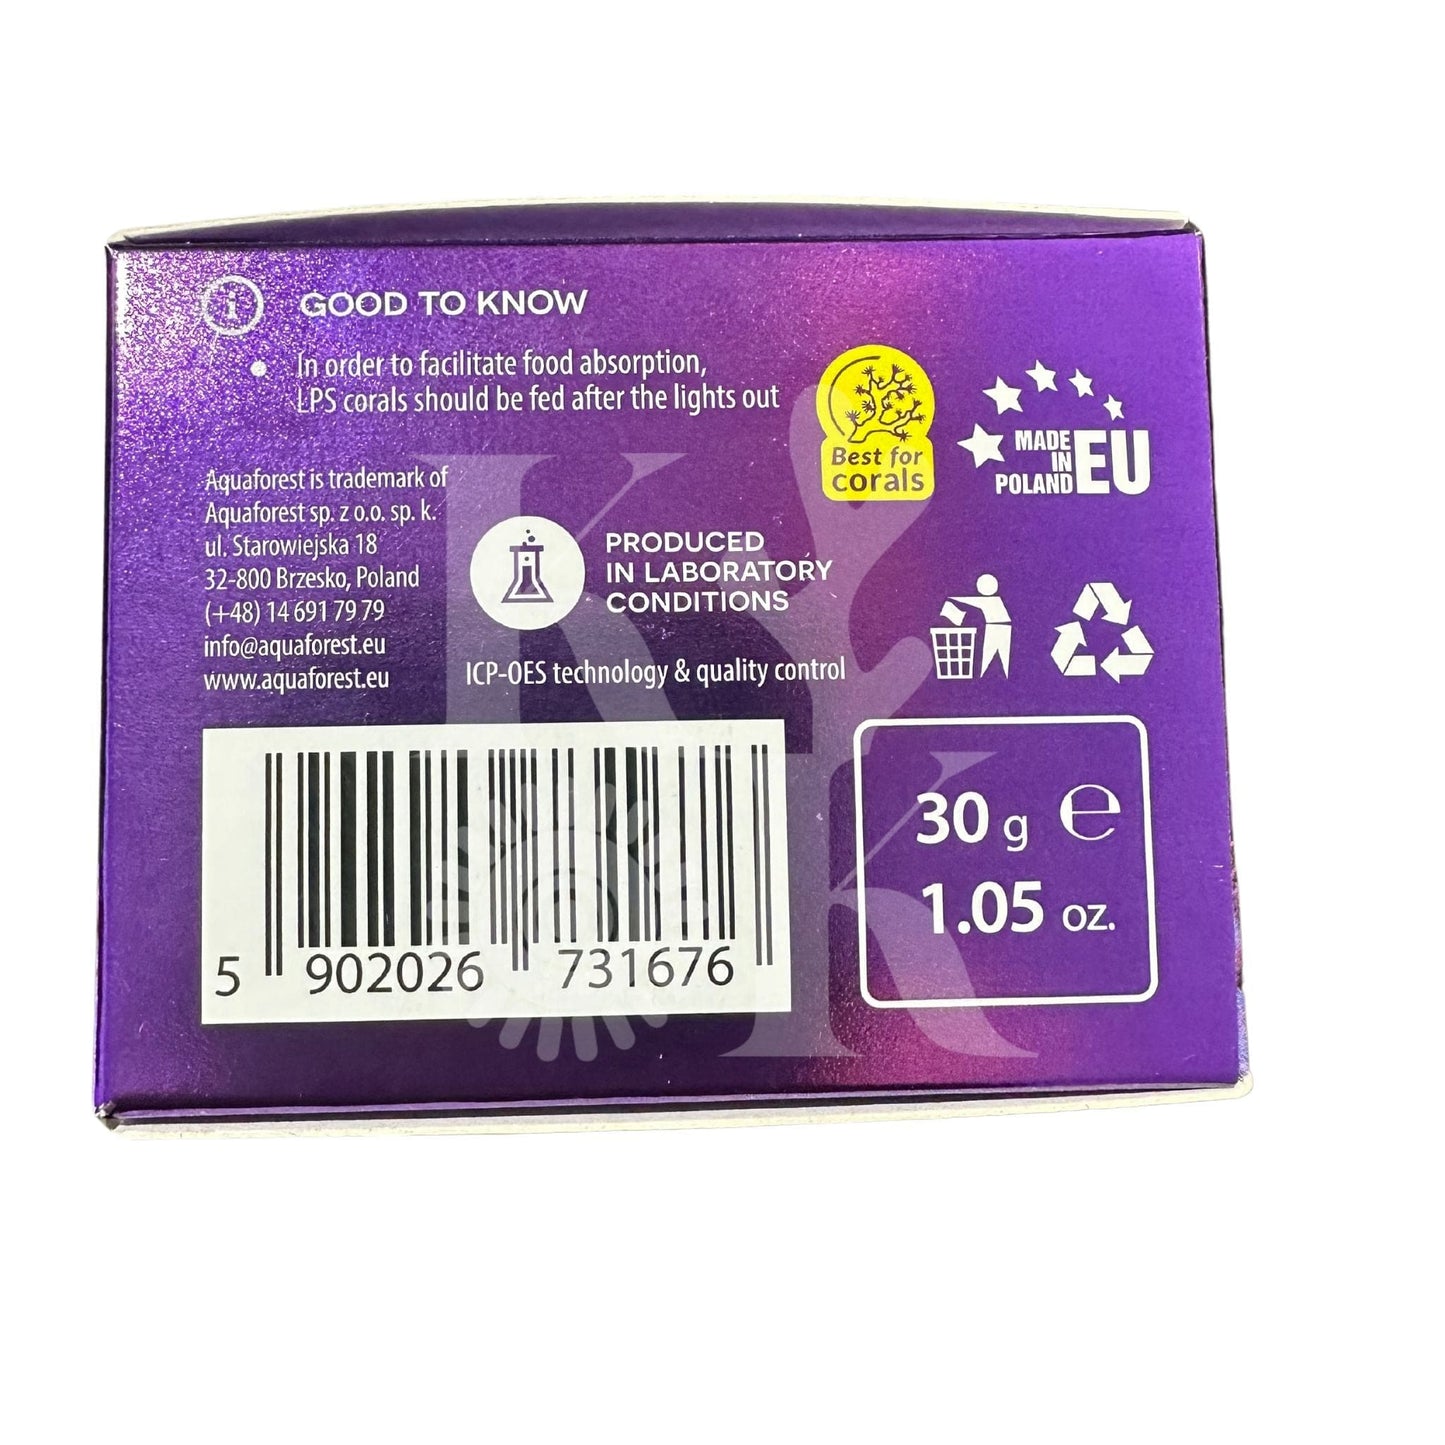 i GOOD TO KNOW
In order to facilitate food absorption,
LPS corals should be fed after the lights out
Aquaforest is trademark of
Aquaforest sp. z o.o. sp. k.
ul. Starowiejska 18
32-800 Brzesko, Poland
(+48) 14 691 79 79
info@aquaforest.eu
www.aquaforest.eu
PRODUCED
IN LABORATORY
CONDITIONS
ICP-OES technology & quality control
Best for
corals
MADE
IN
POLAND
EU
5 902026 731676
30 g e
1.05 oz.
K
K